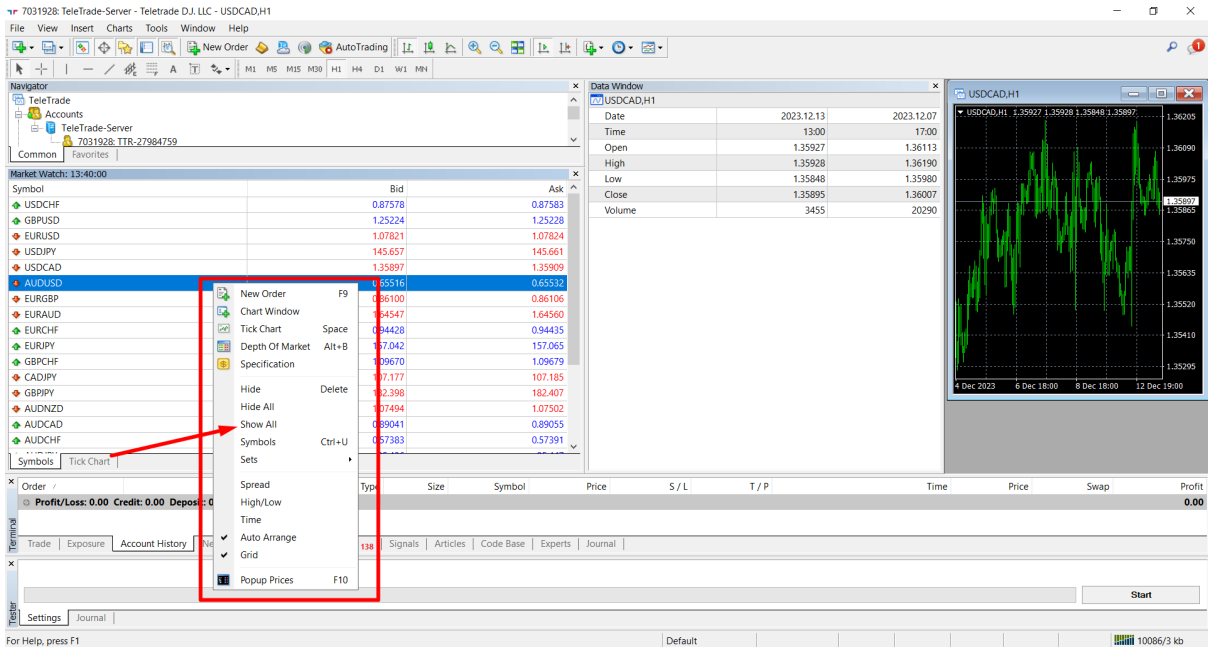 7031928: TeleTrade-Server - Teletrade D.J. LLC - USDCAD,H1
File View Insert Charts Tools Window Help
New Order AutoTrading 1
A T M1 M5 M15 M30 H1 H4 D1 W1 MN
Navigator
TeleTrade
Accounts
TeleTrade-Server
7031928: TTR-27984759
Common Favorites
Market Watch: 13:40:00
Symbol Bid Ask
USDCHF 0.87578 0.87583
GBPUSD 1.25224 1.25228
EURUSD 1.07821 1.07824
USDJPY 145.657 145.661
USDCAD 1.35897 1.35909
AUDUSD 0.65516 0.65532
EURGBP 0.86100 0.86106
EURAUD 1.64547 1.64560
EURCHF 0.94428 0.94435
EURJPY 157.042 157.065
GBPCHF 1.09670 1.09679
CADJPY 107.177 107.185
GBPJPY 182.398 182.407
AUDNZD 1.07494 1.07502
AUDCAD 0.89041 0.89055
AUDCHF 0.57383 0.57391
Symbols Tick Chart
New Order F9
Chart Window
Tick Chart Space
Depth Of Market Alt+B
Specification
Hide Delete
Hide All
Show All
Symbols Ctrl+U
Sets
Spread
High/Low
Time
Auto Arrange
Grid
Popup Prices F10
Data Window
USDCAD,H1
Date 2023.12.13 2023.12.07
Time 13:00 17:00
Open 1.35927 1.36113
High 1.35928 1.36190
Low 1.35848 1.35980
Close 1.35895 1.36007
Volume 3455 20290
USDCAD,H1
USDCAD,H1 1.35927 1.35928 1.35848 1.35897
1.36205
1.36090
1.35975
1.35897
1.35865
1.35750
1.35635
1.35520
1.35410
1.35295
4 Dec 2023 6 Dec 18:00 8 Dec 18:00 12 Dec 19:00
Order / Type Size Symbol Price S / L T / P Time Price Swap Profit
Profit/Loss: 0.00 Credit: 0.00 Deposit: 0.00
Terminal
Trade Exposure Account History 138 Signals Articles Code Base Experts Journal
Start
Tester
Settings Journal
For Help, press F1 Default 10086/3 kb